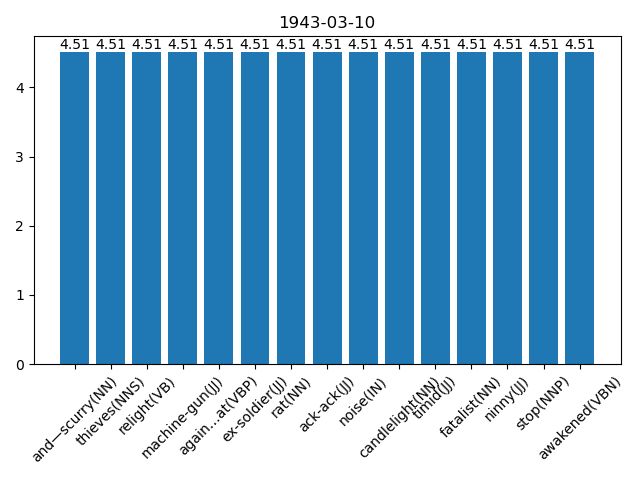 1943-03-10
4.51 4.51 4.51 4.51 4.51 4.51 4.51 4.51 4.51 4.51 4.51 4.51 4.51 4.51 4.51
4
3
2
1
0
and—scurry(NN)
thieves(NNS)
relight(VB)
machine-gun(JJ)
again...at(VBP)
ex-soldier(JJ)
rat(NN)
ack-ack(JJ)
noise(IN)
candlelight(NN)
timid(JJ)
fatalist(NN)
ninny(JJ)
stop(NNP)
awakened(VBN)